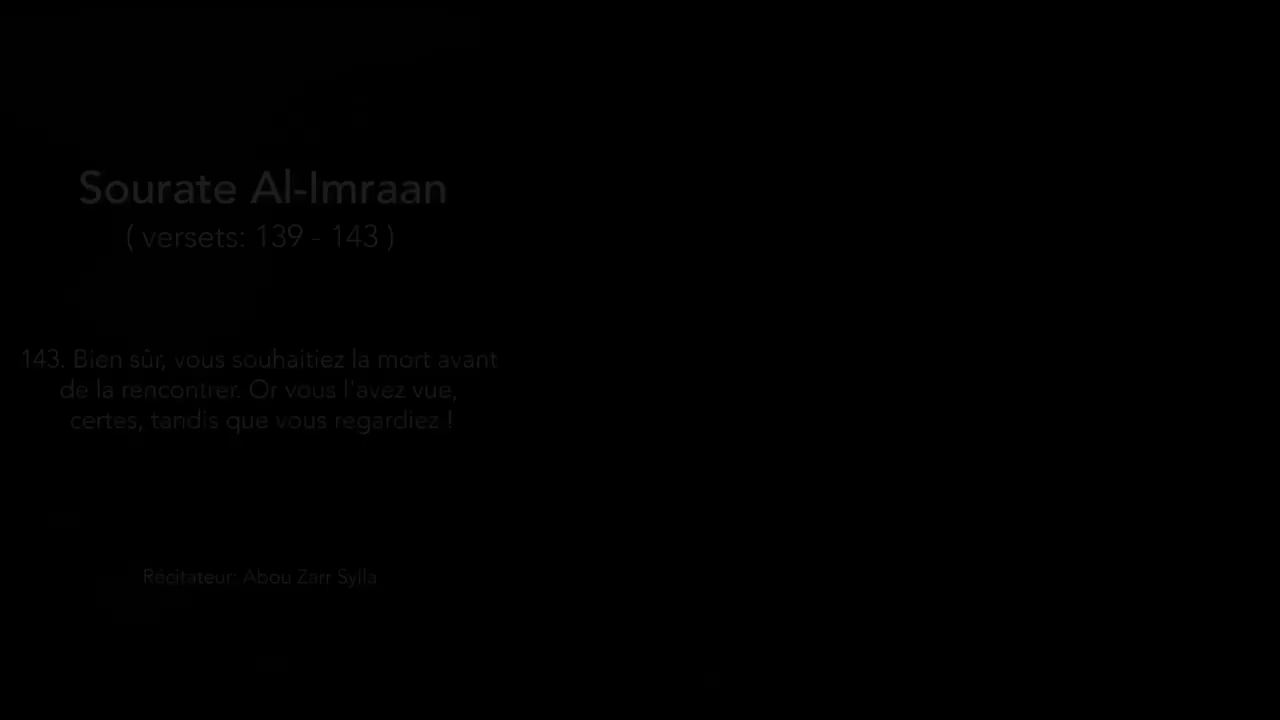 Sourate Al-Imraan
( versets: 139 - 143 )
143. Bien sûr, vous souhaitiez la mort avant
de la rencontrer. Or vous l'avez vue,
certes, tandis que vous regardiez !
Récitateur: Abou Zarr Sylla